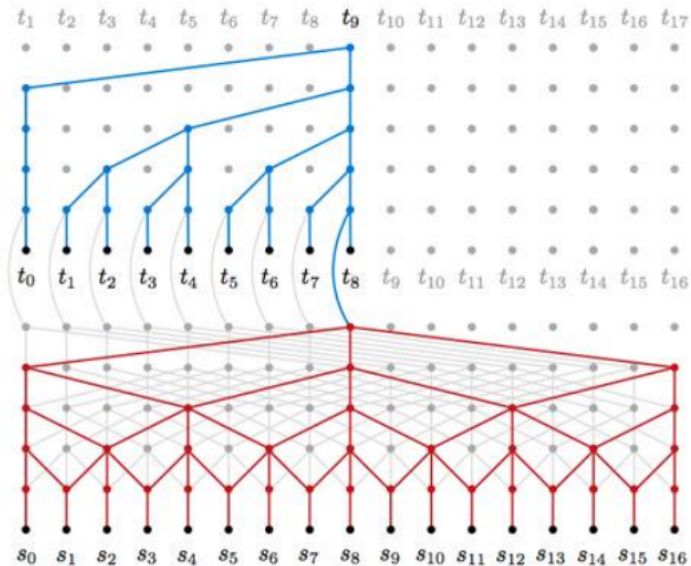 t₁ t₂ t₃ t₄ t₅ t₆ t₇ t₈ t₉ t₁₀ t₁₁ t₁₂ t₁₃ t₁₄ t₁₅ t₁₆ t₁₇
t₀ t₁ t₂ t₃ t₄ t₅ t₆ t₇ t₈ t₉ t₁₀ t₁₁ t₁₂ t₁₃ t₁₄ t₁₅ t₁₆
s₀ s₁ s₂ s₃ s₄ s₅ s₆ s₇ s₈ s₉ s₁₀ s₁₁ s₁₂ s₁₃ s₁₄ s₁₅ s₁₆